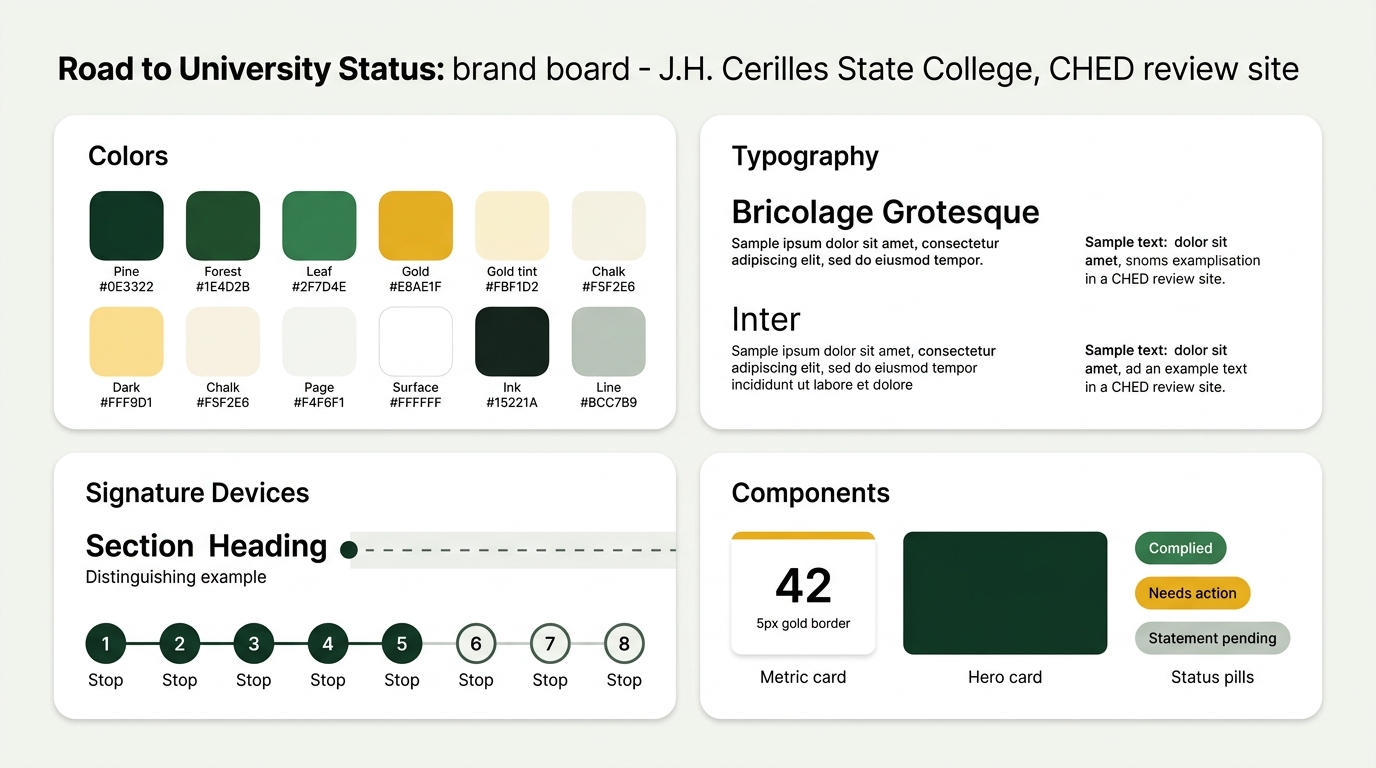 Road to University Status: brand board - J.H. Cerilles State College, CHED review site
Colors
Pine
#0E3322
Forest
#1E4D2B
Leaf
#2F7D4E
Gold
#E8AE1F
Gold tint
#FBF1D2
Chalk
#FSF2E6
Dark
#FFF9D1
Chalk
#FSF2E6
Page
#F4F6F1
Surface
#FFFFFF
Ink
#15221A
Line
#BCC7B9
Typography
Bricolage Grotesque
Sample ipsum dolor sit amet, consectetur
adipiscing elit, sed do eiusmod tempor.
Sample text: dolor sit
amet, snoms examplisation
in a CHED review site.
Inter
Sample ipsum dolor sit amet, consectetur
adipiscing elit, sed do eiusmod tempor
incididunt ut labore et dolore
Sample text: dolor sit
amet, ad an example text
in a CHED review site.
Signature Devices
Section Heading
Distinguishing example
1 2 3 4 5 6 7 8
Stop Stop Stop Stop Stop Stop Stop Stop
Components
42
5px gold border
Metric card
Hero card
Complied
Needs action
Statement pending
Status pills